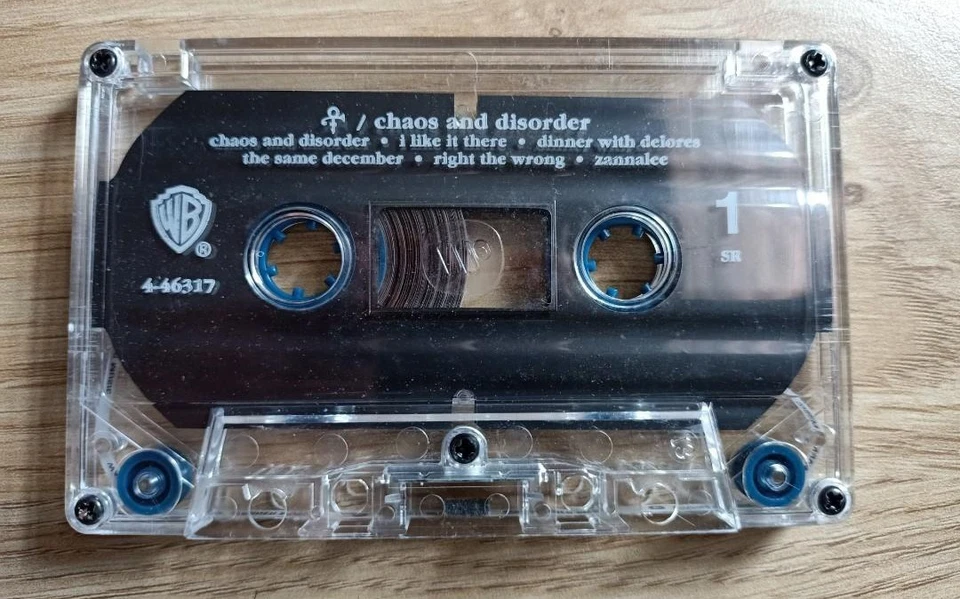 / chaos and disorder
chaos and disorder • i like it there • dinner with delores
the same december • right the wrong • zannalee
WB
®
1
SR
4-46317